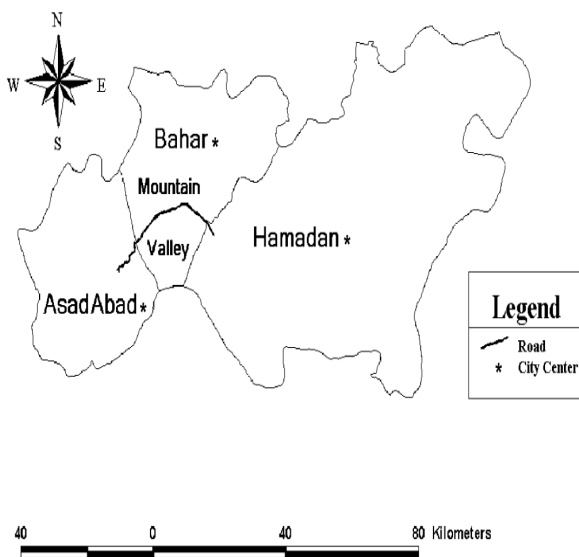 N
W E
S
Bahar *
Mountain
Valley
Hamadan *
AsadAbad *
Legend
Road
* City Center
40 0 40 80 Kilometers